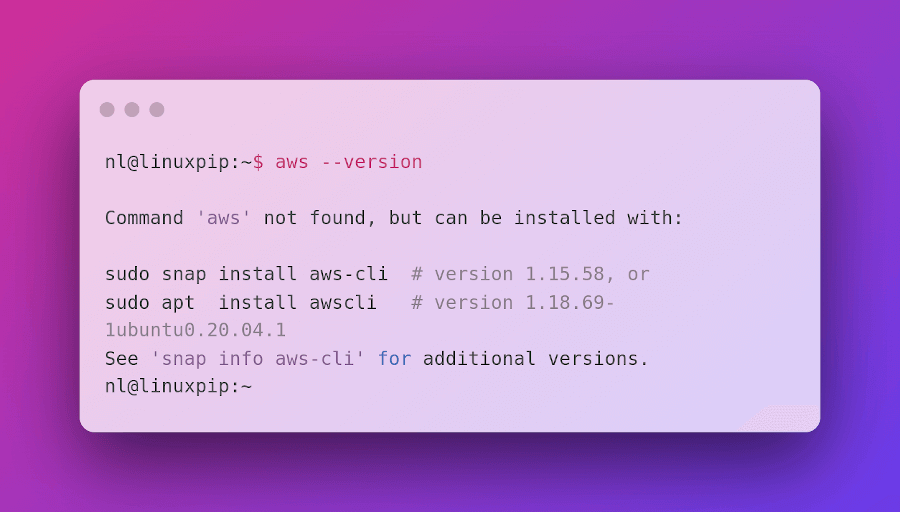 nl@linuxpip:~$ aws --version
Command 'aws' not found, but can be installed with:
sudo snap install aws-cli  # version 1.15.58, or
sudo apt  install awscli   # version 1.18.69-
1ubuntu0.20.04.1
See 'snap info aws-cli' for additional versions.
nl@linuxpip:~